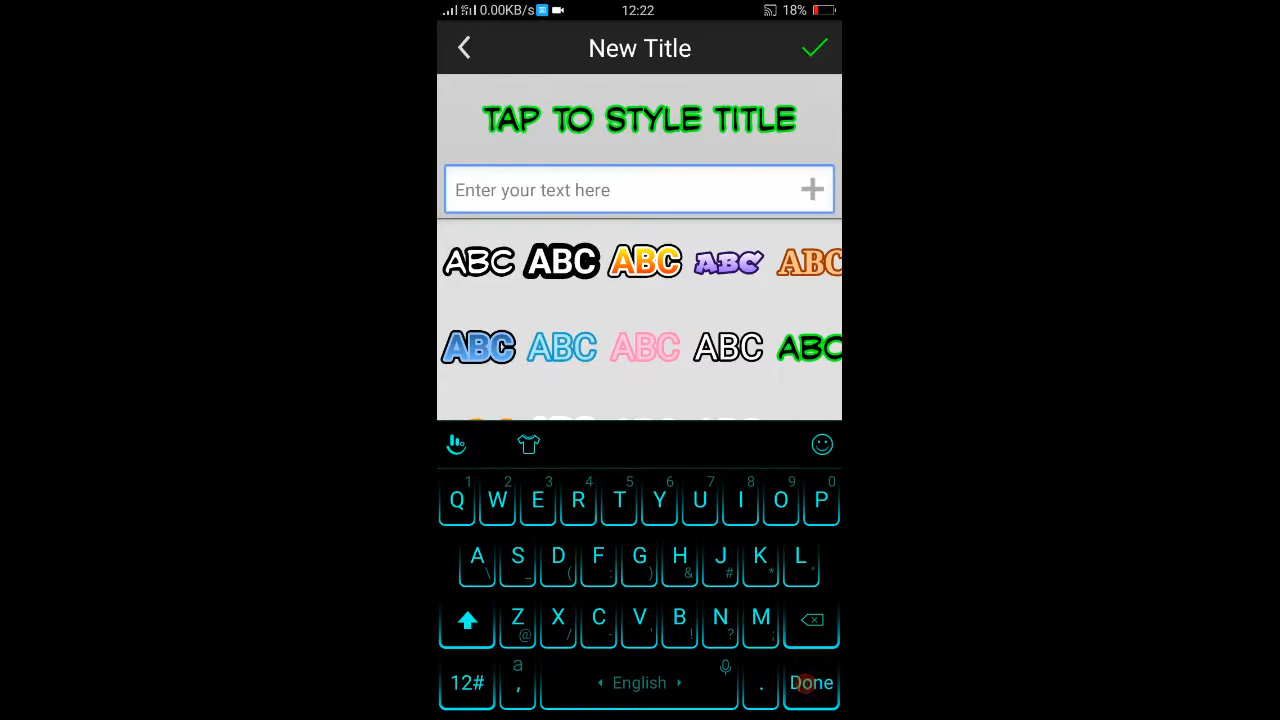 0.00KB/s 12:22 18%
New Title
TAP TO STYLE TITLE
Enter your text here
ABC ABC ABC ABC ABC
ABC ABC ABC ABC ABC
1 2 3 4 5 6 7 8 9 0
Q W E R T Y U I O P
A S D F G H J K L
\ _ ( : ) & # * "
Z X C V B N M
@ / - ' ! ? ;
a
12# , English . Done